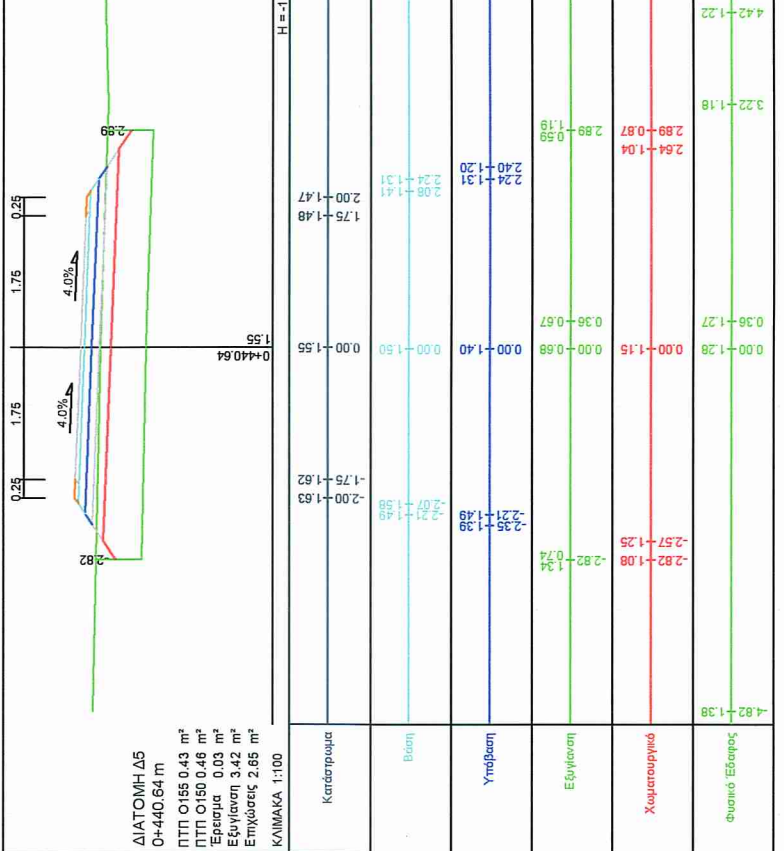 0.25
1.75
1.75
0.25
4.0%
4.0%
-2.82
2.89
0+440.64
1.55
ΔΙΑΤΟΜΗ Δ5
0+440.64 m
ΠΤΠ Ο155 0.43 m²
ΠΤΠ Ο150 0.46 m²
Έρεισμα 0.03 m²
Εξυγίανση 3.42 m²
Επιχώσεις 2.65 m²
ΚΛΙΜΑΚΑ 1:100
H = -1
Κατάστρωμα
-2.00 1.63
-1.75 1.62
0.00 1.55
1.75 1.48
2.00 1.47
Βάση
-2.21 1.49
-2.07 1.58
0.00 1.50
2.08 1.41
2.24 1.31
Υπόβαση
-2.35 1.39
-2.21 1.49
0.00 1.40
2.24 1.31
2.40 1.20
Εξυγίανση
-2.82 0.74
1.34
0.00 0.68
0.36 0.67
2.89 0.59
1.19
Χωματουργικά
-2.82 1.08
-2.57 1.25
0.00 1.15
2.64 1.04
2.89 0.87
Φυσικό Έδαφος
-4.82 1.38
0.00 1.28
0.36 1.27
3.22 1.18
4.42 1.22